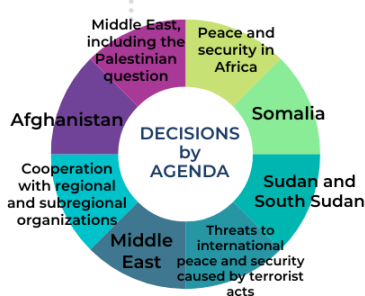 Middle East,
including the
Palestinian
question
Peace and
security in
Africa
Afghanistan
Somalia
DECISIONS
by
AGENDA
Cooperation
with regional
and subregional
organizations
Sudan and
South Sudan
Middle
East
Threats to
international
peace and security
caused by terrorist
acts